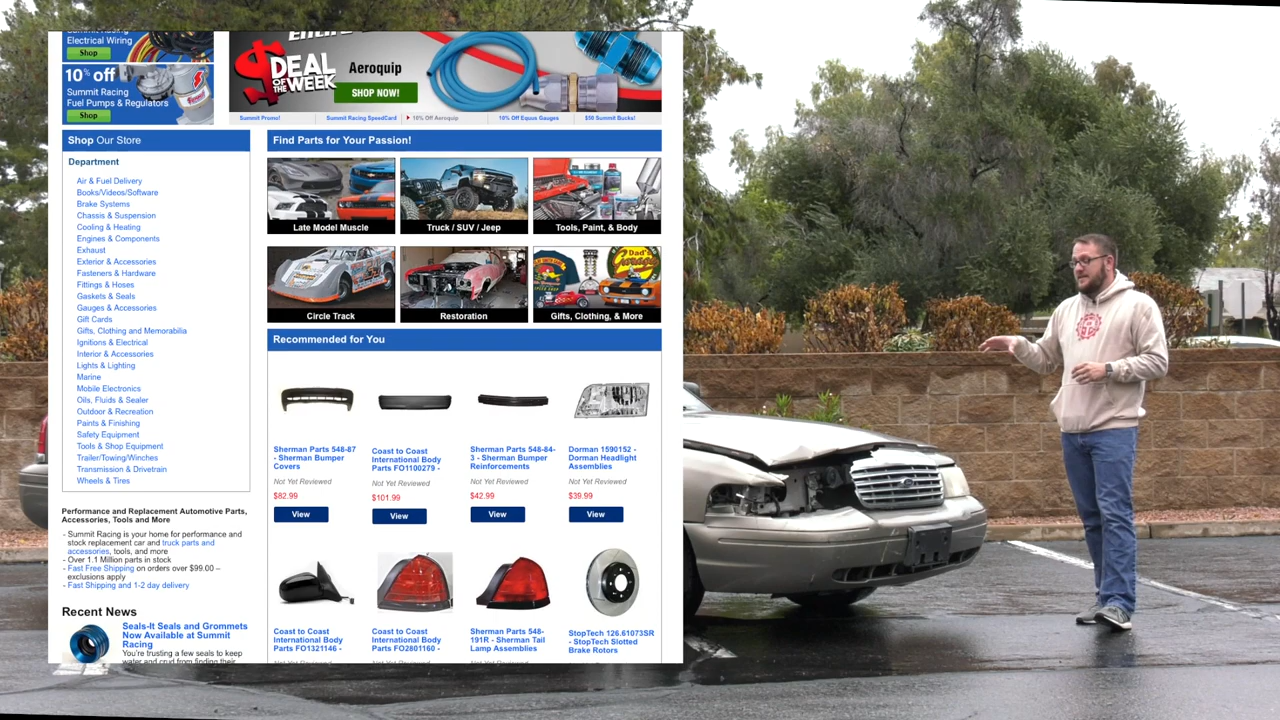 Electrical Wiring
Shop
10% off
Summit Racing
Fuel Pumps & Regulators
Shop
$DEAL
OF THE
WEEK
Aeroquip
SHOP NOW!
Summit Promo!
Summit Racing SpeedCard
10% Off Aeroquip
10% Off Equus Gauges
$50 Summit Bucks!
Shop Our Store
Department
Air & Fuel Delivery
Books/Videos/Software
Brake Systems
Chassis & Suspension
Cooling & Heating
Engines & Components
Exhaust
Exterior & Accessories
Fasteners & Hardware
Fittings & Hoses
Gaskets & Seals
Gauges & Accessories
Gift Cards
Gifts, Clothing and Memorabilia
Ignitions & Electrical
Interior & Accessories
Lights & Lighting
Marine
Mobile Electronics
Oils, Fluids & Sealer
Outdoor & Recreation
Paints & Finishing
Safety Equipment
Tools & Shop Equipment
Trailer/Towing/Winches
Transmission & Drivetrain
Wheels & Tires
Performance and Replacement Automotive Parts,
Accessories, Tools and More
- Summit Racing is your home for performance and
stock replacement car and truck parts and
accessories, tools, and more
- Over 1.1 Million parts in stock
- Fast Free Shipping on orders over $99.00 –
exclusions apply
- Fast Shipping and 1-2 day delivery
Recent News
Seals-It Seals and Grommets
Now Available at Summit
Racing
You're trusting a few seals to keep
water and crud from finding their
Find Parts for Your Passion!
Late Model Muscle
Truck / SUV / Jeep
Tools, Paint, & Body
Dad's
Garage
Circle Track
Restoration
Gifts, Clothing, & More
Recommended for You
Sherman Parts 548-87
- Sherman Bumper
Covers
Not Yet Reviewed
$82.99
View
Coast to Coast
International Body
Parts FO1100279 -
Not Yet Reviewed
$101.99
View
Sherman Parts 548-84-
3 - Sherman Bumper
Reinforcements
Not Yet Reviewed
$42.99
View
Dorman 1590152 -
Dorman Headlight
Assemblies
Not Yet Reviewed
$39.99
View
Coast to Coast
International Body
Parts FO1321146 -
Coast to Coast
International Body
Parts FO2801160 -
Sherman Parts 548-
191R - Sherman Tail
Lamp Assemblies
StopTech 126.61073SR
- StopTech Slotted
Brake Rotors